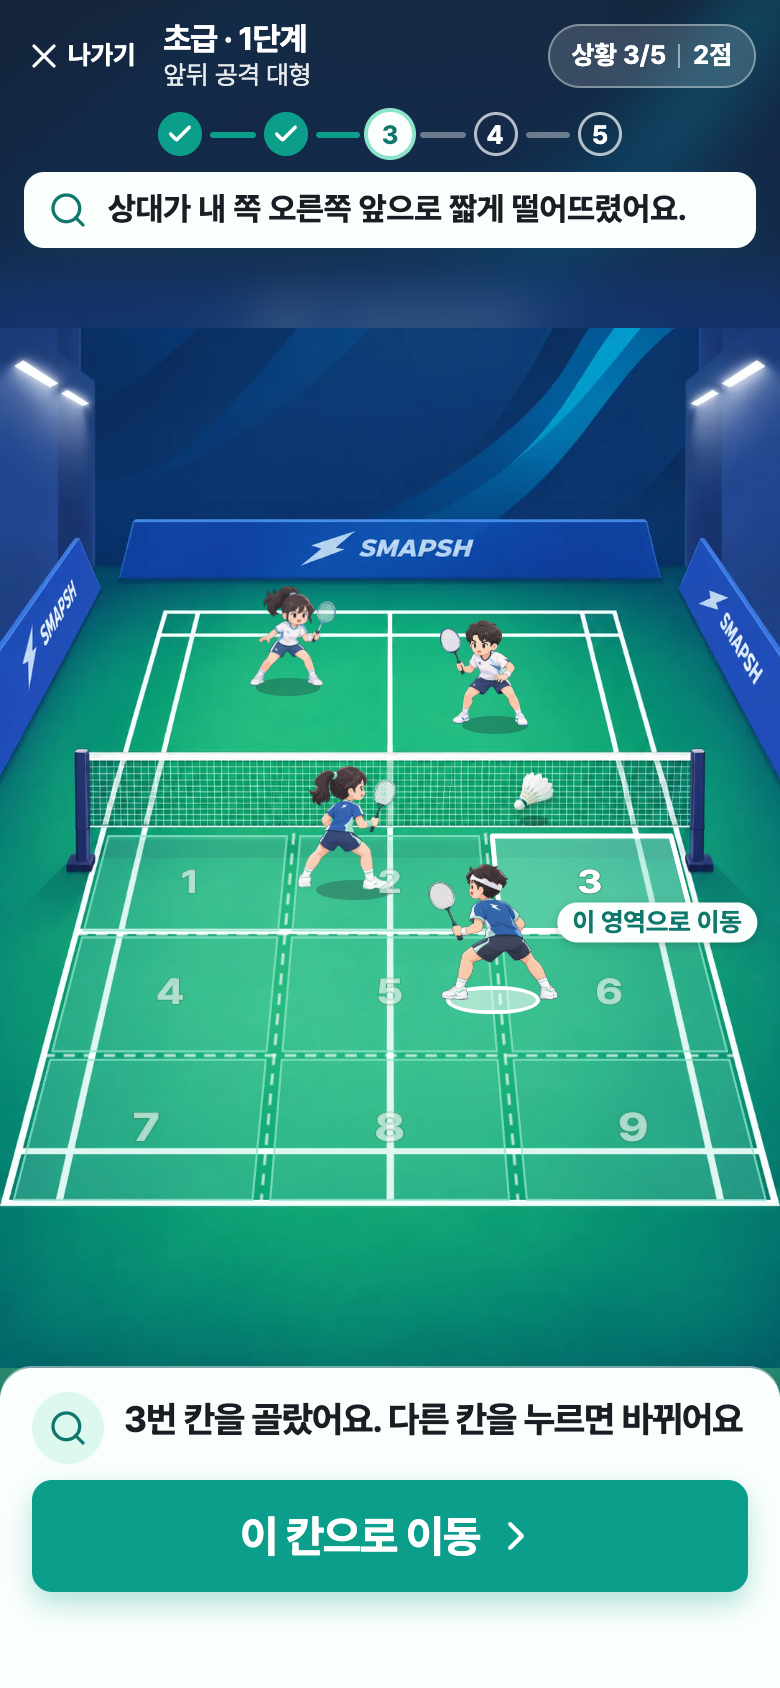 나가기
초급 · 1단계
앞뒤 공격 대형
상황 3/5 | 2점
3
4
5
상대가 내 쪽 오른쪽 앞으로 짧게 떨어뜨렸어요.
SMAPSH
SMAPSH
SMAPSH
1
2
3
이 영역으로 이동
4
5
6
7
8
9
3번 칸을 골랐어요. 다른 칸을 누르면 바뀌어요
이 칸으로 이동